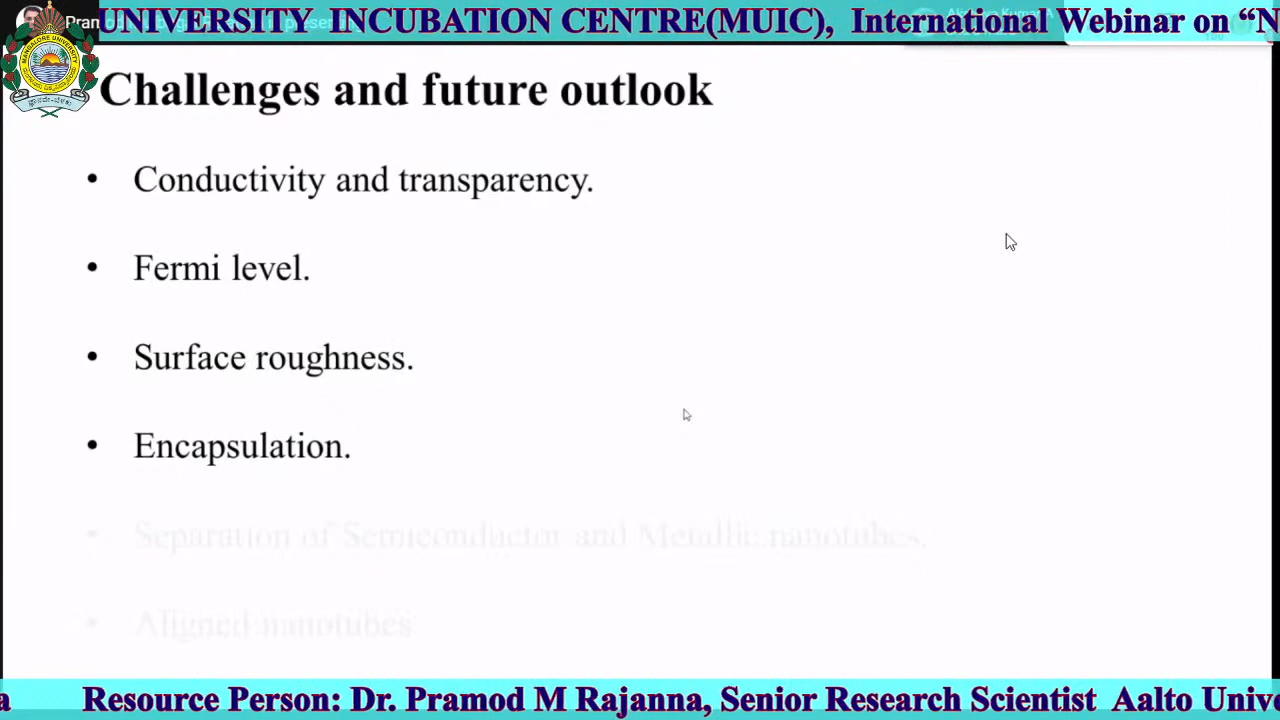 UNIVERSITY INCUBATION CENTRE(MUIC), International Webinar on “N
Challenges and future outlook
• Conductivity and transparency.
• Fermi level.
• Surface roughness.
• Encapsulation.
• Separation of Semiconductor and Metallic nanotubes.
• Aligned nanotubes
a Resource Person: Dr. Pramod M Rajanna, Senior Research Scientist Aalto Unive